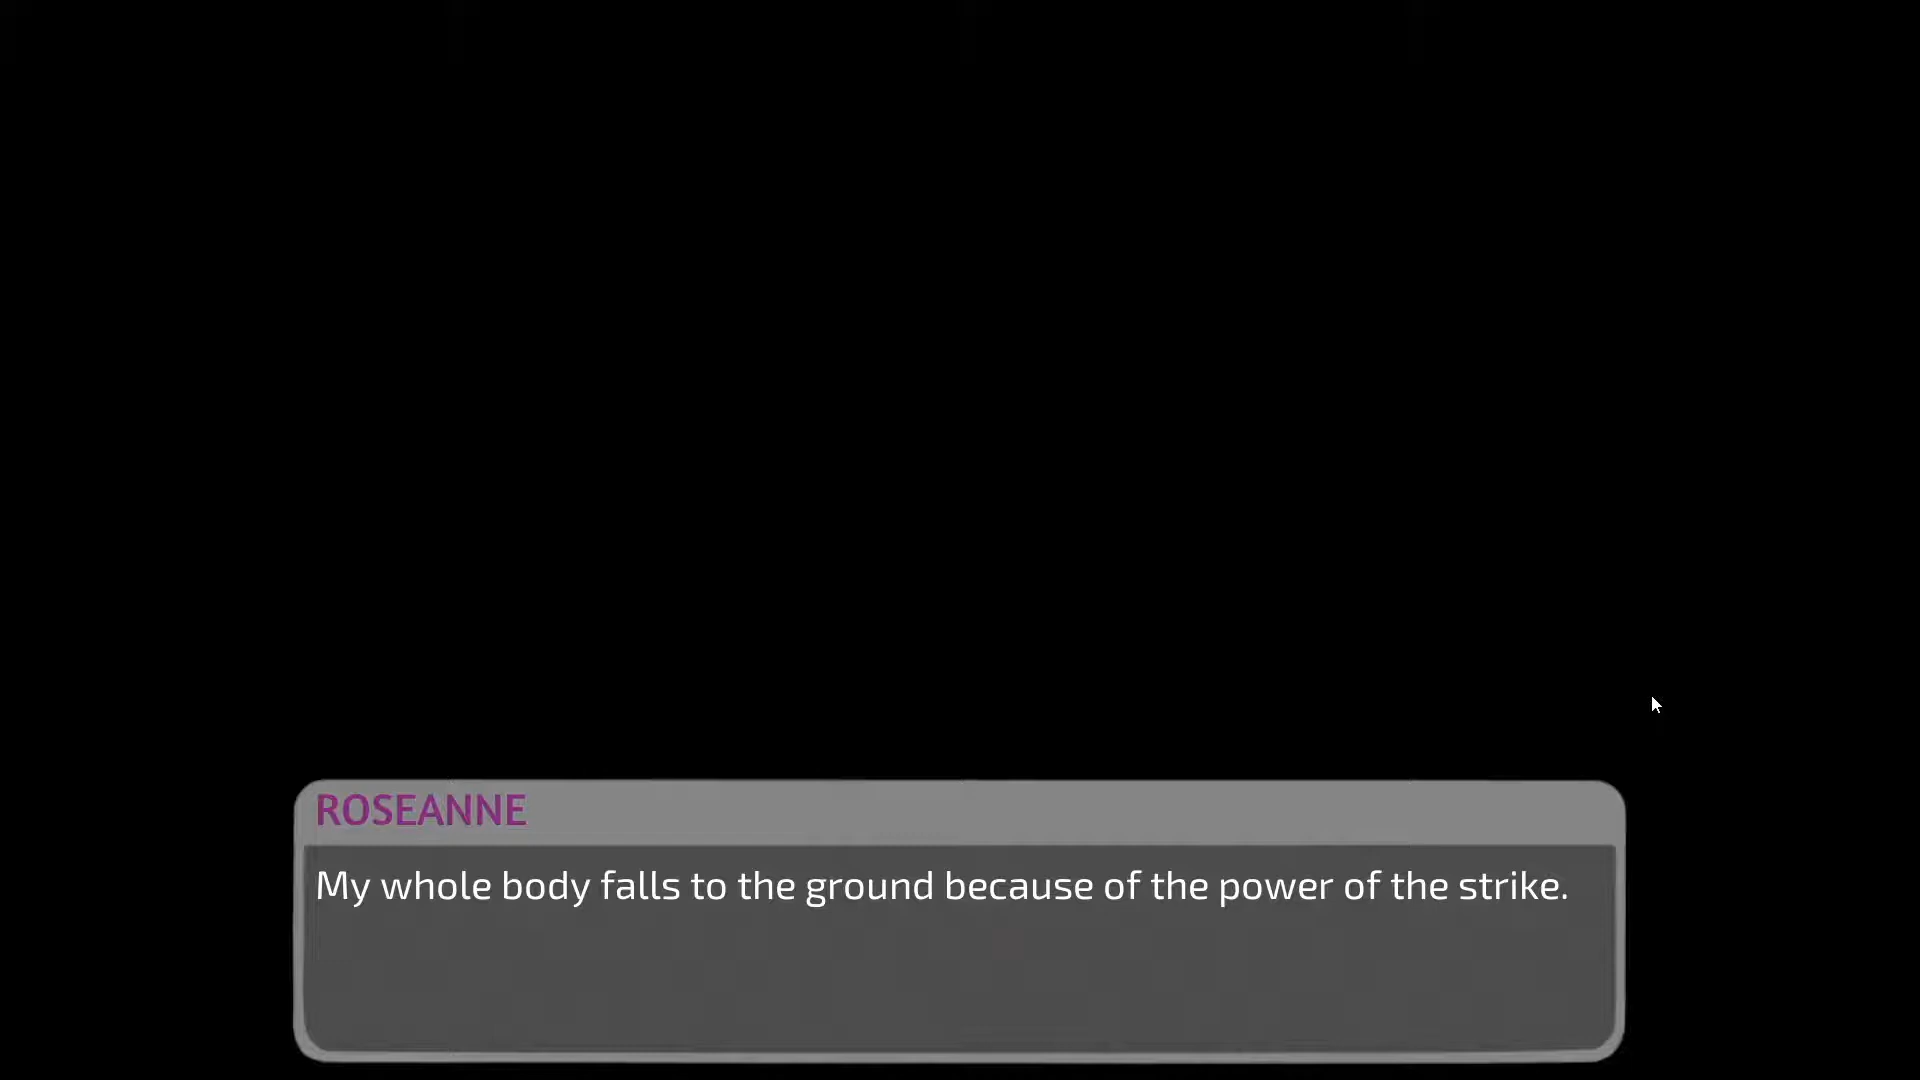 ROSEANNE
My whole body falls to the ground because of the power of the strike.